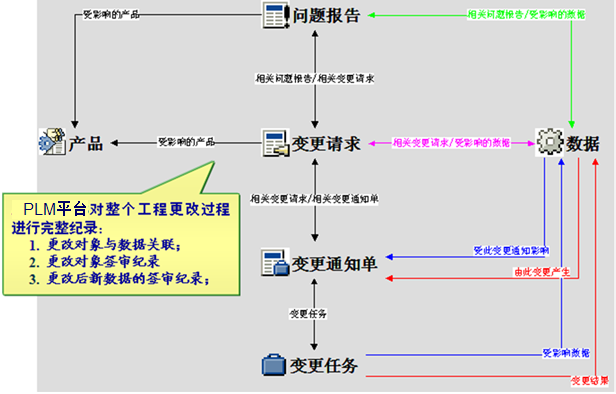 受影响的产品
问题报告
相关问题报告/受影响的数据
相关问题报告/相关变更请求
产品
受影响的产品
变更请求
相关变更请求/受影响的数据
数据
相关变更请求/相关变更通知单
PLM平台对整个工程更改过程
进行完整纪录：
1. 更改对象与数据关联；
2. 更改对象签审纪录
3. 更改后新数据的签审纪录；
受此变更通知影响
变更通知单
由此变更产生
变更任务
受影响数据
变更任务
变更结果